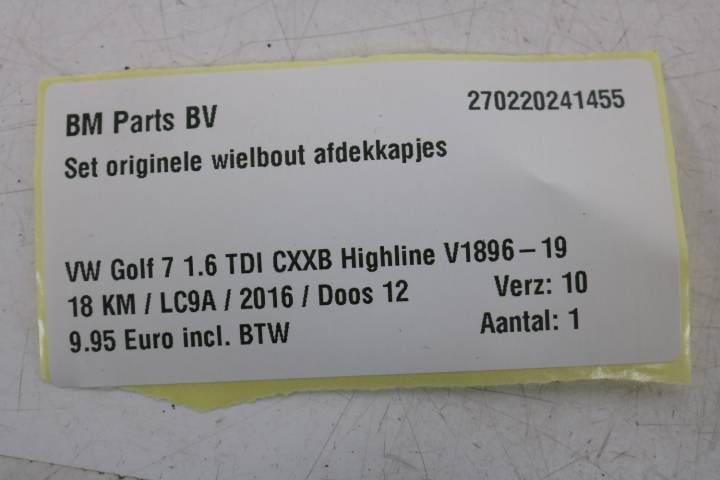 BM Parts BV 270220241455
Set originele wielbout afdekkapjes
VW Golf 7 1.6 TDI CXXB Highline V1896-19
18 KM / LC9A / 2016 / Doos 12 Verz: 10
9.95 Euro incl. BTW Aantal: 1